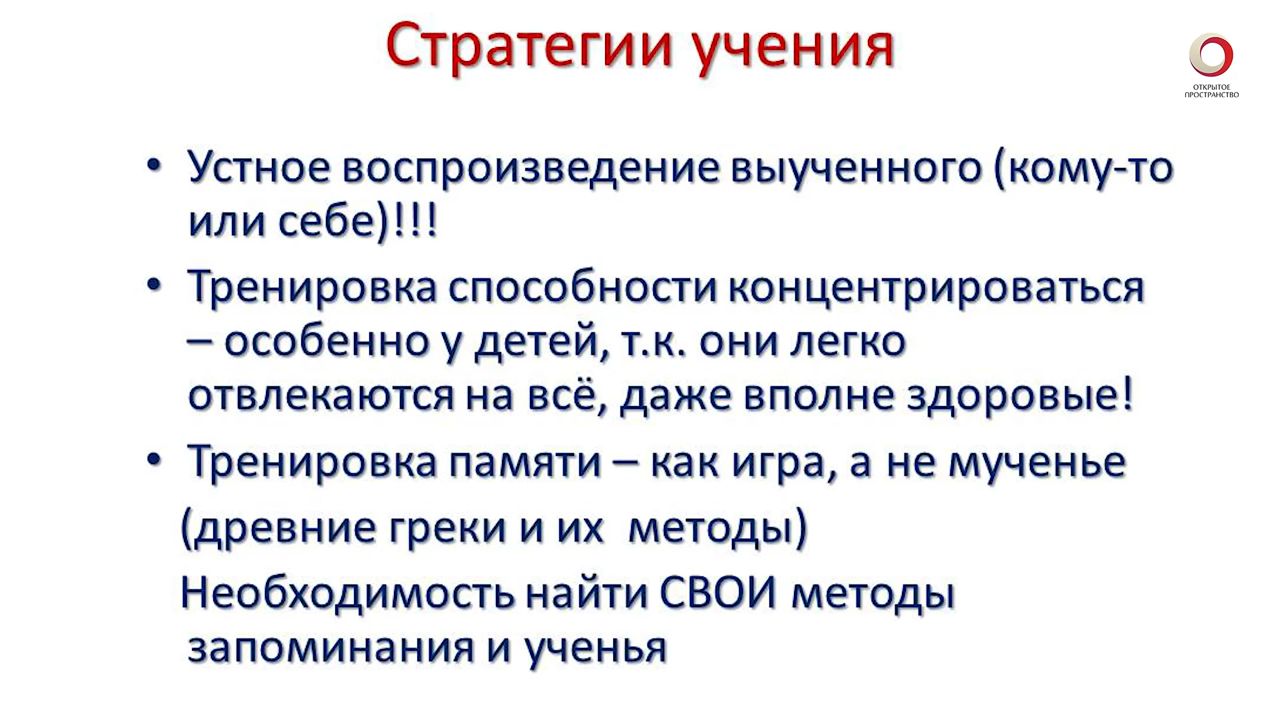 Стратегии учения
ОТКРЫТОЕ
ПРОСТРАНСТВО
• Устное воспроизведение выученного (кому-то
или себе)!!!
• Тренировка способности концентрироваться
– особенно у детей, т.к. они легко
отвлекаются на всё, даже вполне здоровые!
• Тренировка памяти – как игра, а не мученье
(древние греки и их  методы)
Необходимость найти СВОИ методы
запоминания и ученья